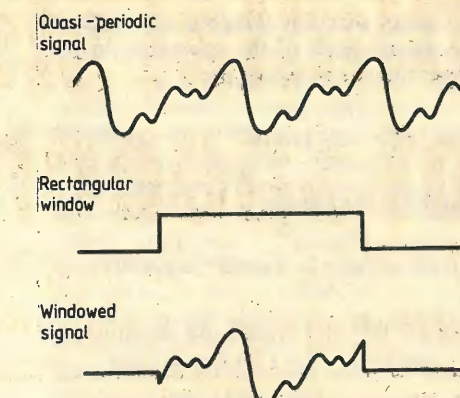 Quasi-periodic
signal
Rectangular
window
Windowed
signal